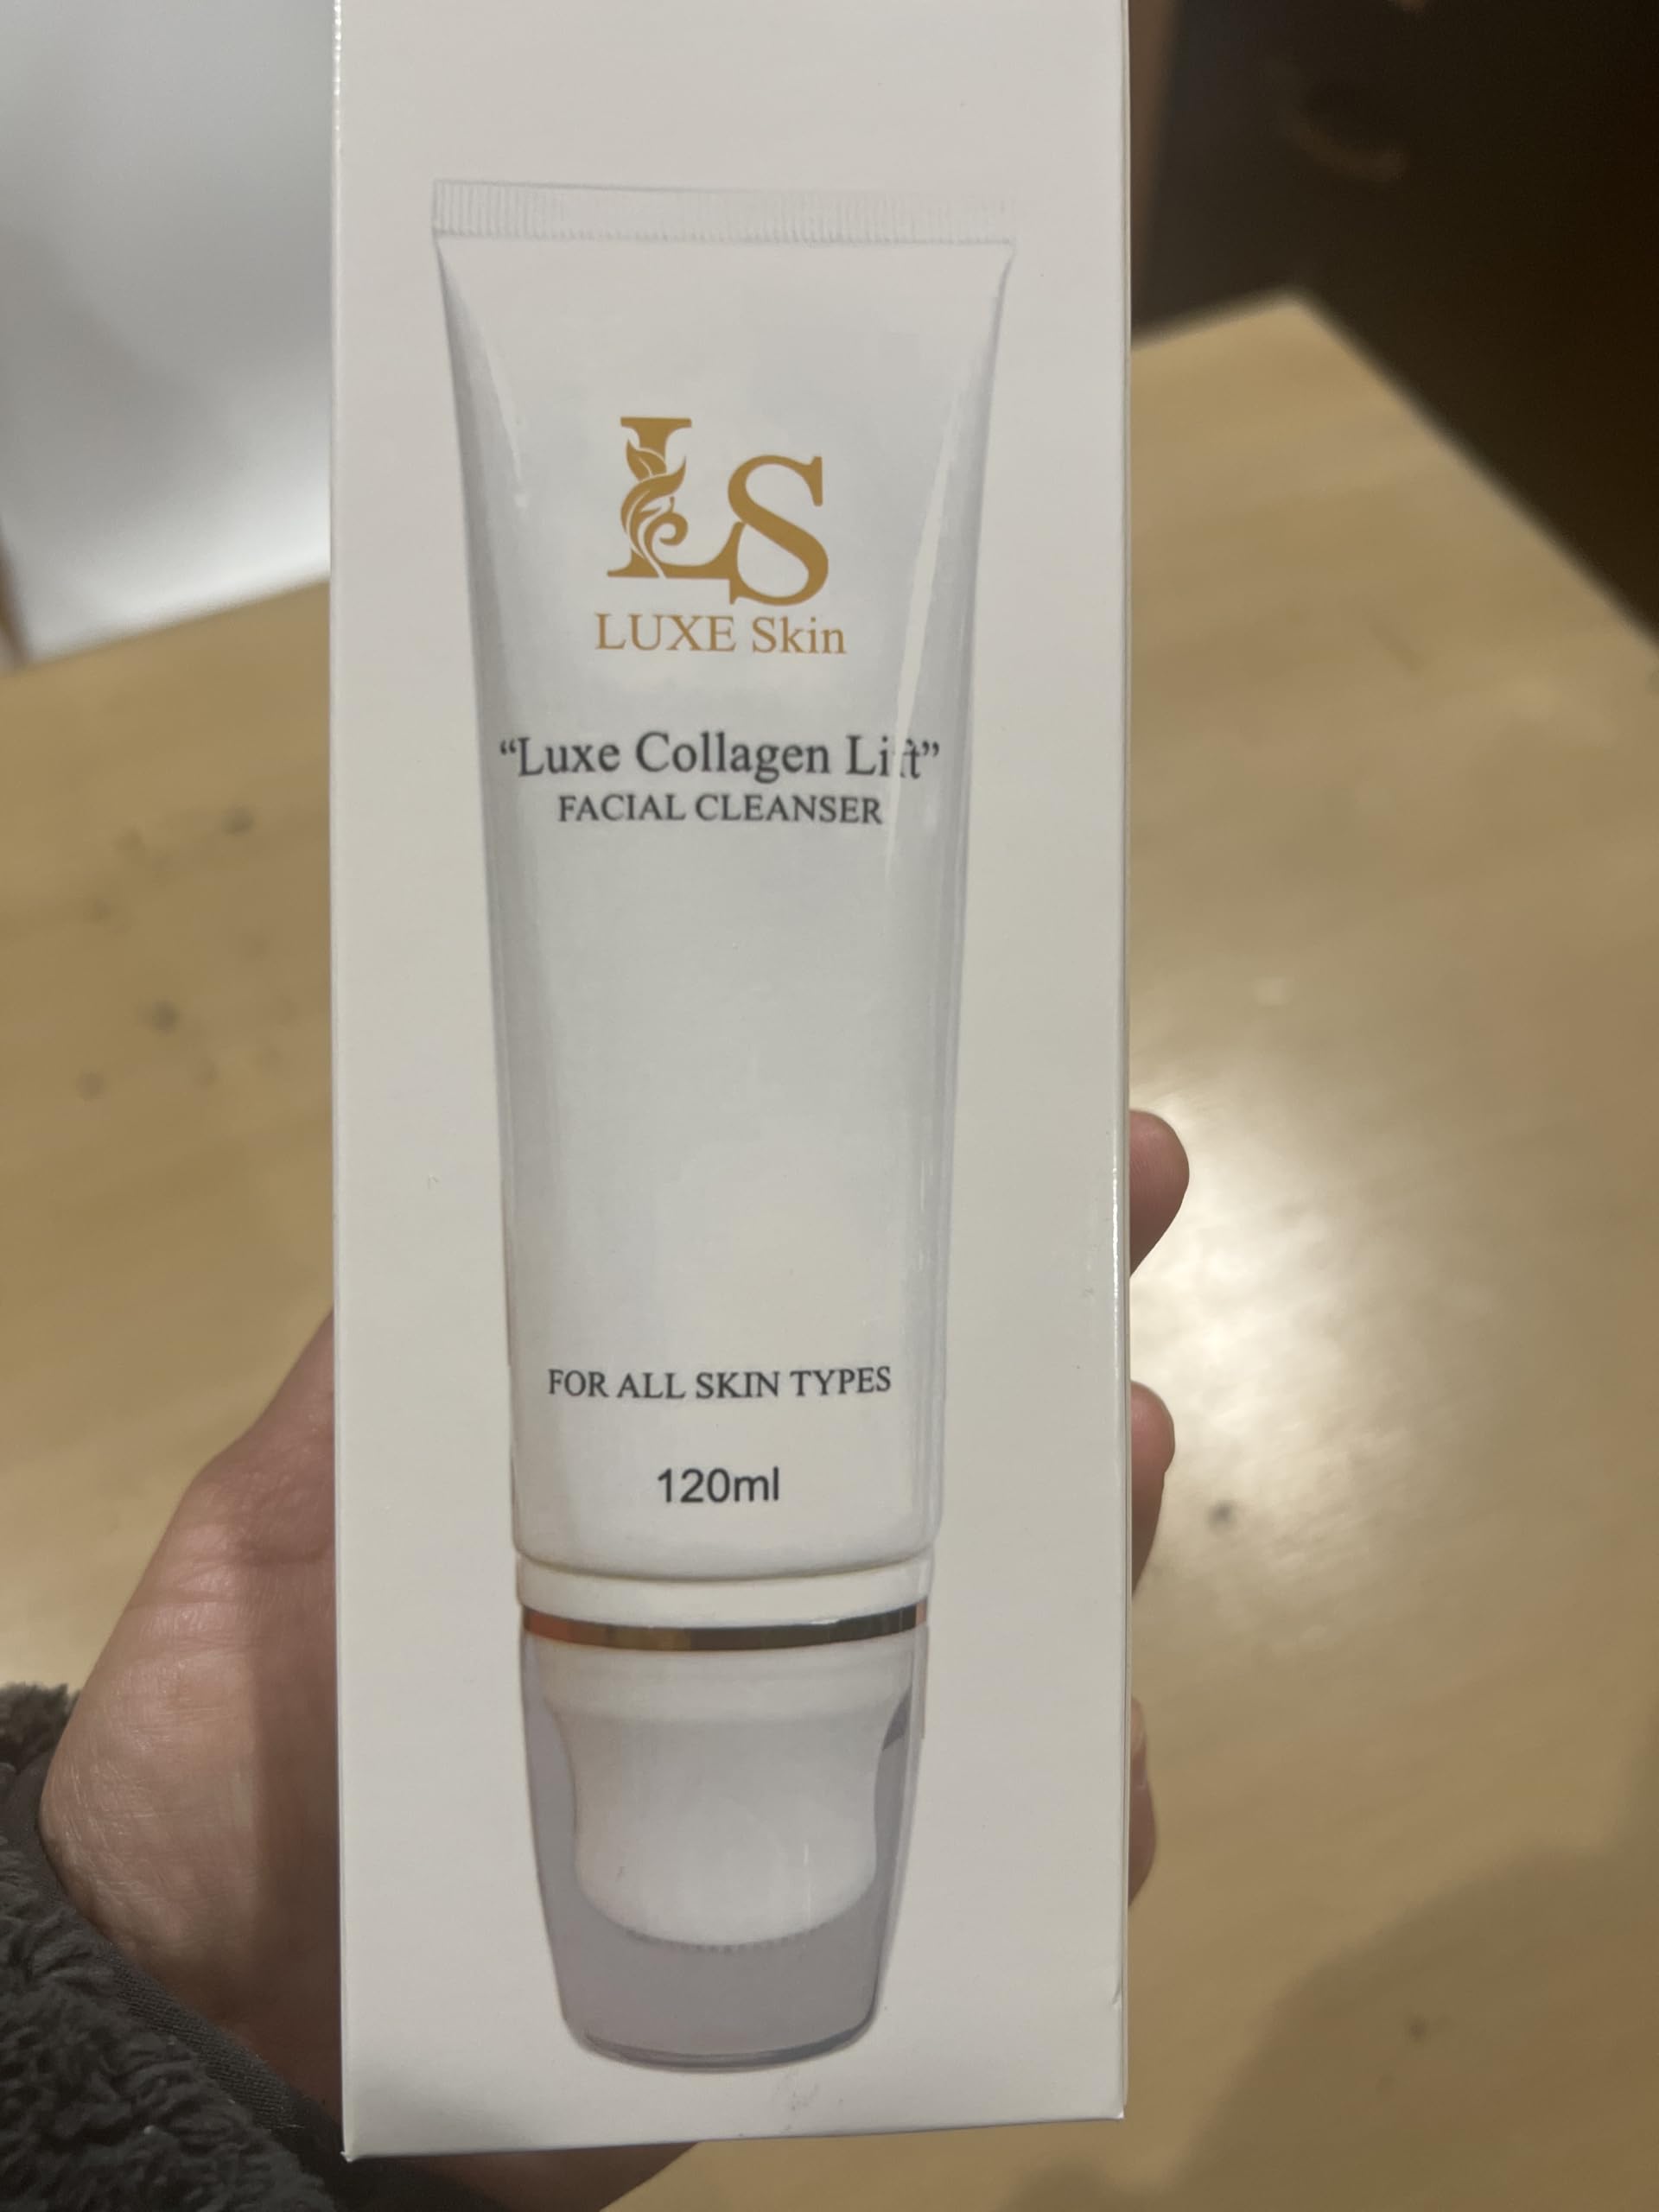 LS
LUXE Skin
“Luxe Collagen Lift”
FACIAL CLEANSER
FOR ALL SKIN TYPES
120ml